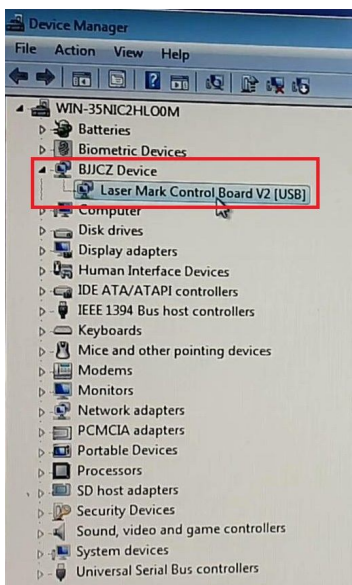 Device Manager
File Action View Help
WIN-35NIC2HLO0M
Batteries
Biometric Devices
BJJCZ Device
Laser Mark Control Board V2 [USB]
Computer
Disk drives
Display adapters
Human Interface Devices
IDE ATA/ATAPI controllers
IEEE 1394 Bus host controllers
Keyboards
Mice and other pointing devices
Modems
Monitors
Network adapters
PCMCIA adapters
Portable Devices
Processors
SD host adapters
Security Devices
Sound, video and game controllers
System devices
Universal Serial Bus controllers